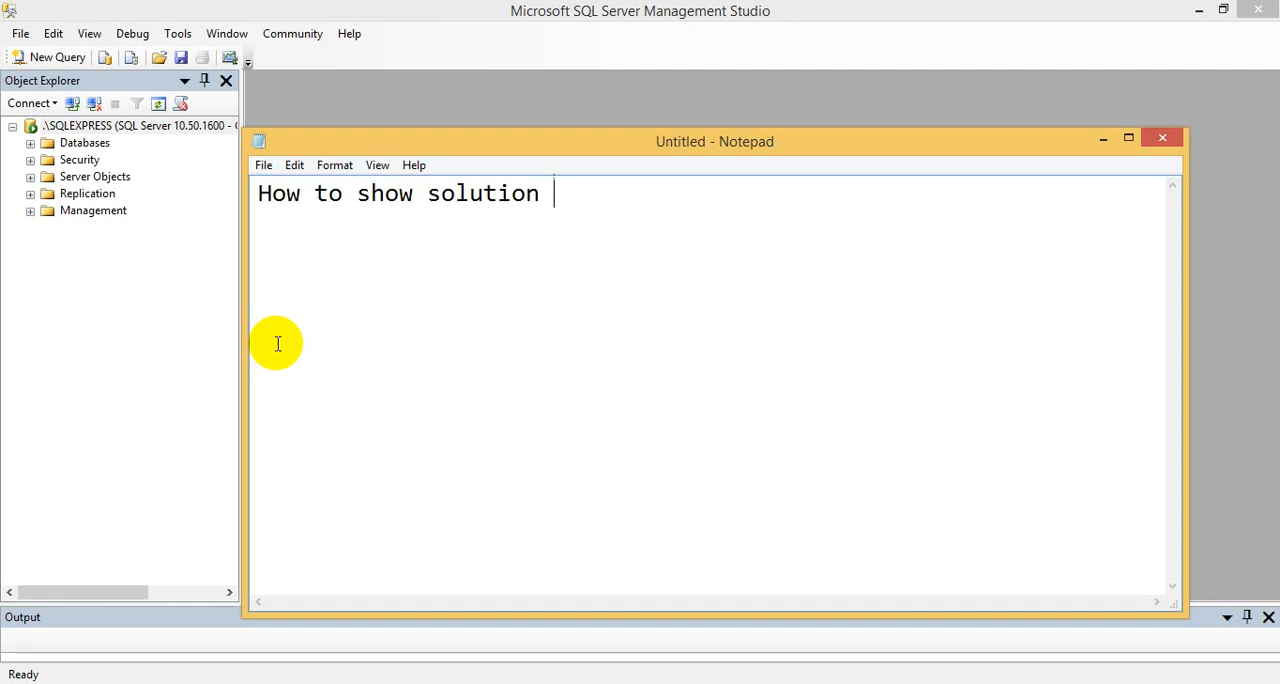 Microsoft SQL Server Management Studio
File Edit View Debug Tools Window Community Help
New Query
Object Explorer
Connect
.\SQLEXPRESS (SQL Server 10.50.1600 - (
Databases
Security
Server Objects
Replication
Management
Untitled - Notepad
File Edit Format View Help
How to show solution
Output
Ready